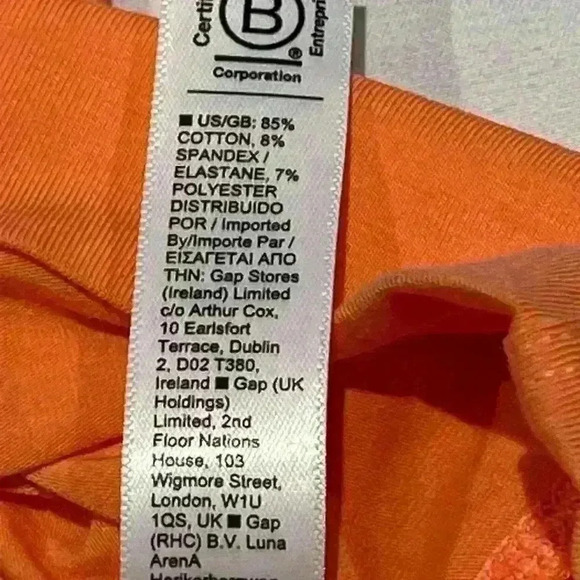 Certi
B
Entrepri
®
Corporation
■ US/GB: 85%
COTTON, 8%
SPANDEX /
ELASTANE, 7%
POLYESTER
DISTRIBUIDO
POR / Imported
By/Importe Par /
ΕΙΣΑΓΕΤΑΙ ΑΠΟ
ΤΗΝ: Gap Stores
(Ireland) Limited
c/o Arthur Cox,
10 Earlsfort
Terrace, Dublin
2, D02 T380,
Ireland ■ Gap (UK
Holdings)
Limited, 2nd
Floor Nations
House, 103
Wigmore Street,
London, W1U
1QS, UK ■ Gap
(RHC) B.V. Luna
ArenA